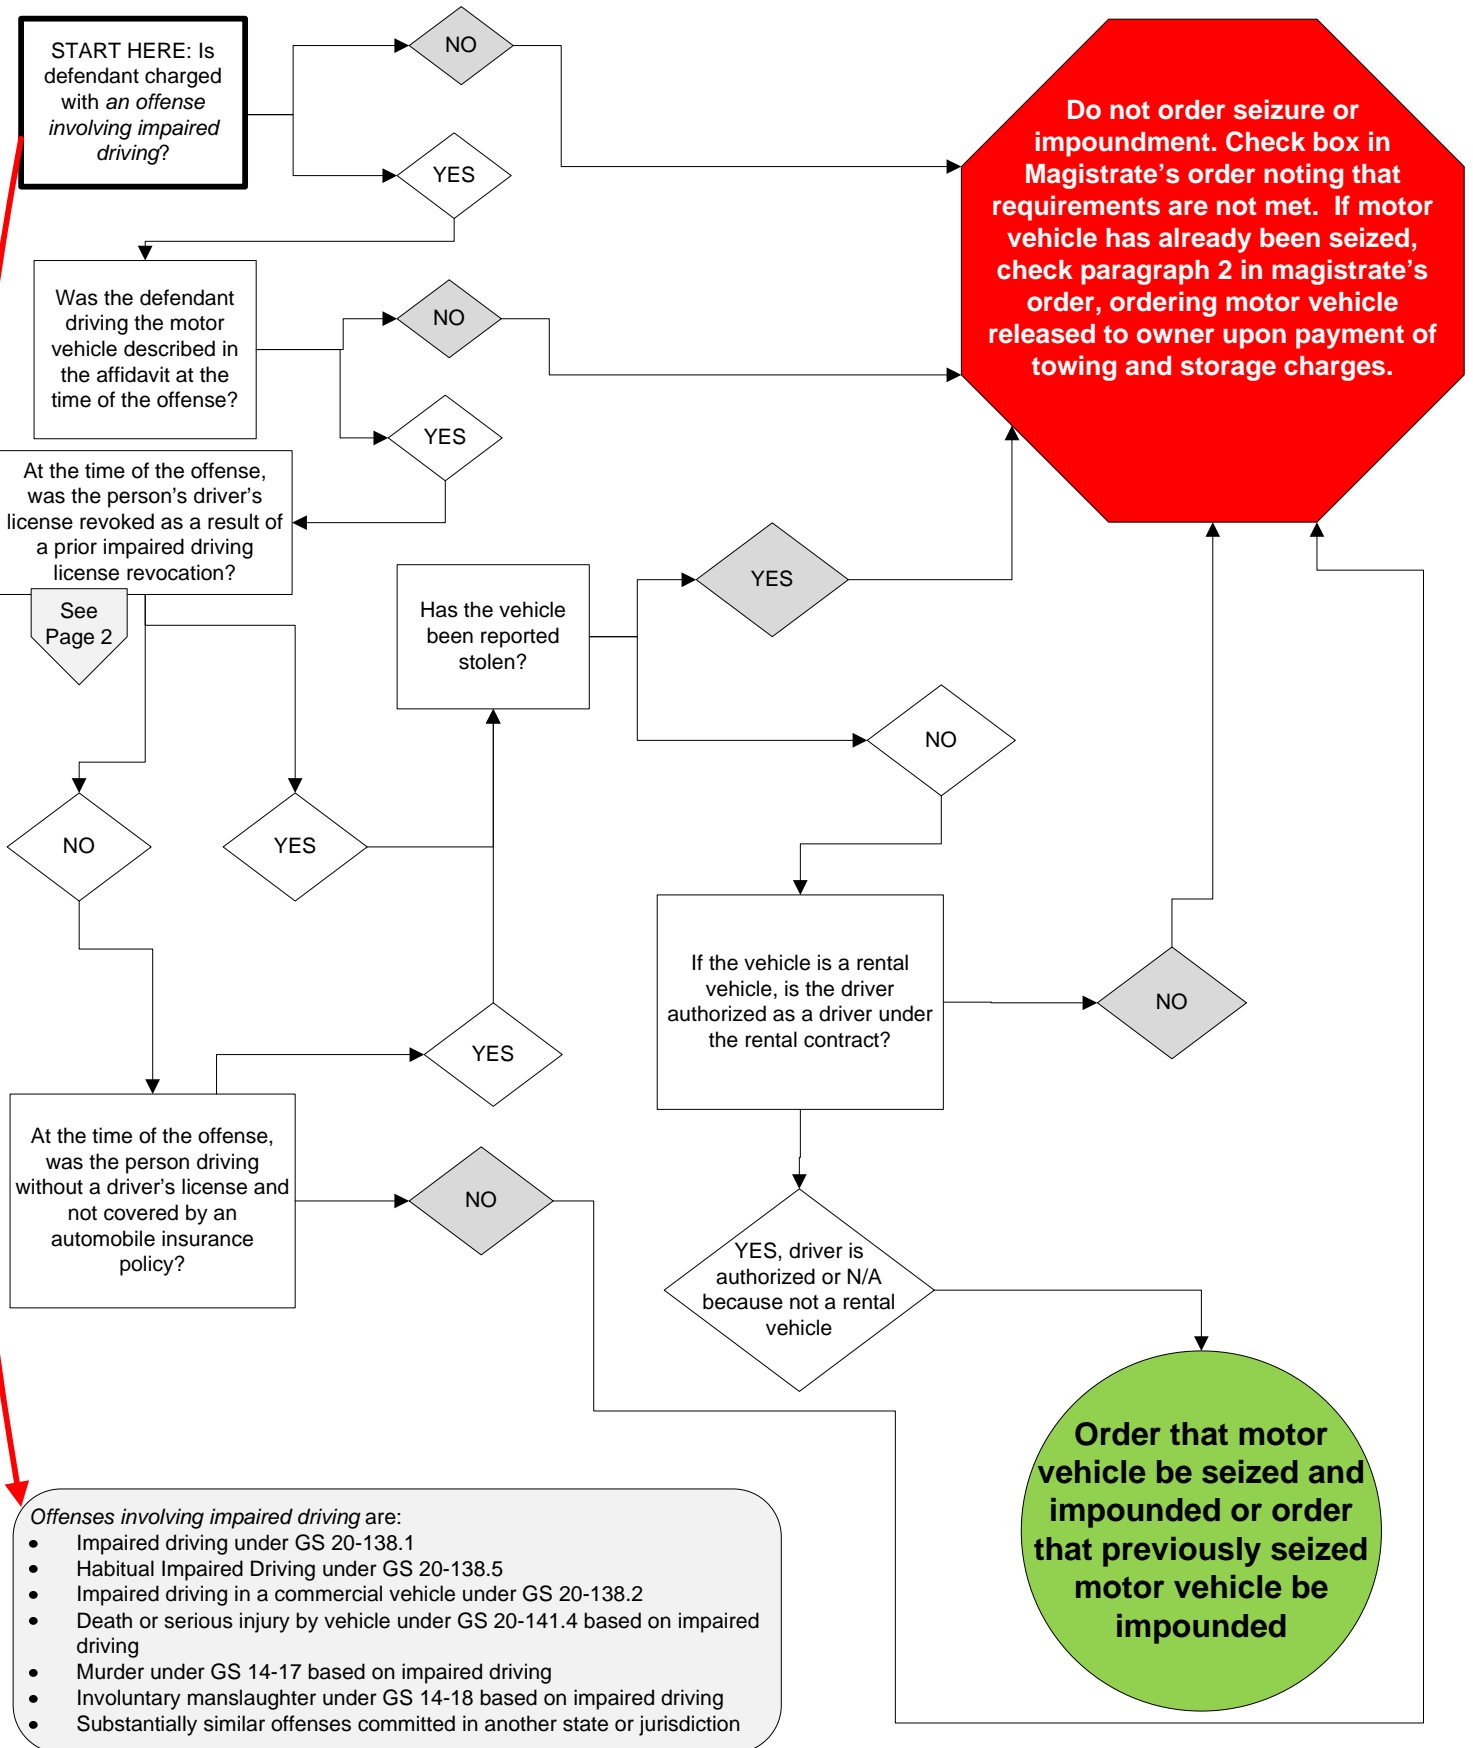 START HERE: Is
defendant charged
with an offense
involving impaired
driving?
NO
YES
Do not order seizure or
impoundment. Check box in
Magistrate’s order noting that
requirements are not met.  If motor
vehicle has already been seized,
check paragraph 2 in magistrate’s
order, ordering motor vehicle
released to owner upon payment of
towing and storage charges.
Was the defendant
driving the motor
vehicle described in
the affidavit at the
time of the offense?
NO
YES
At the time of the offense,
was the person’s driver’s
license revoked as a result of
a prior impaired driving
license revocation?
See
Page 2
NO
YES
Has the vehicle
been reported
stolen?
YES
NO
If the vehicle is a rental
vehicle, is the driver
authorized as a driver under
the rental contract?
NO
YES
At the time of the offense,
was the person driving
without a driver’s license and
not covered by an
automobile insurance
policy?
NO
YES, driver is
authorized or N/A
because not a rental
vehicle
Order that motor
vehicle be seized and
impounded or order
that previously seized
motor vehicle be
impounded
Offenses involving impaired driving are:
• Impaired driving under GS 20-138.1
• Habitual Impaired Driving under GS 20-138.5
• Impaired driving in a commercial vehicle under GS 20-138.2
• Death or serious injury by vehicle under GS 20-141.4 based on impaired
driving
• Murder under GS 14-17 based on impaired driving
• Involuntary manslaughter under GS 14-18 based on impaired driving
• Substantially similar offenses committed in another state or jurisdiction